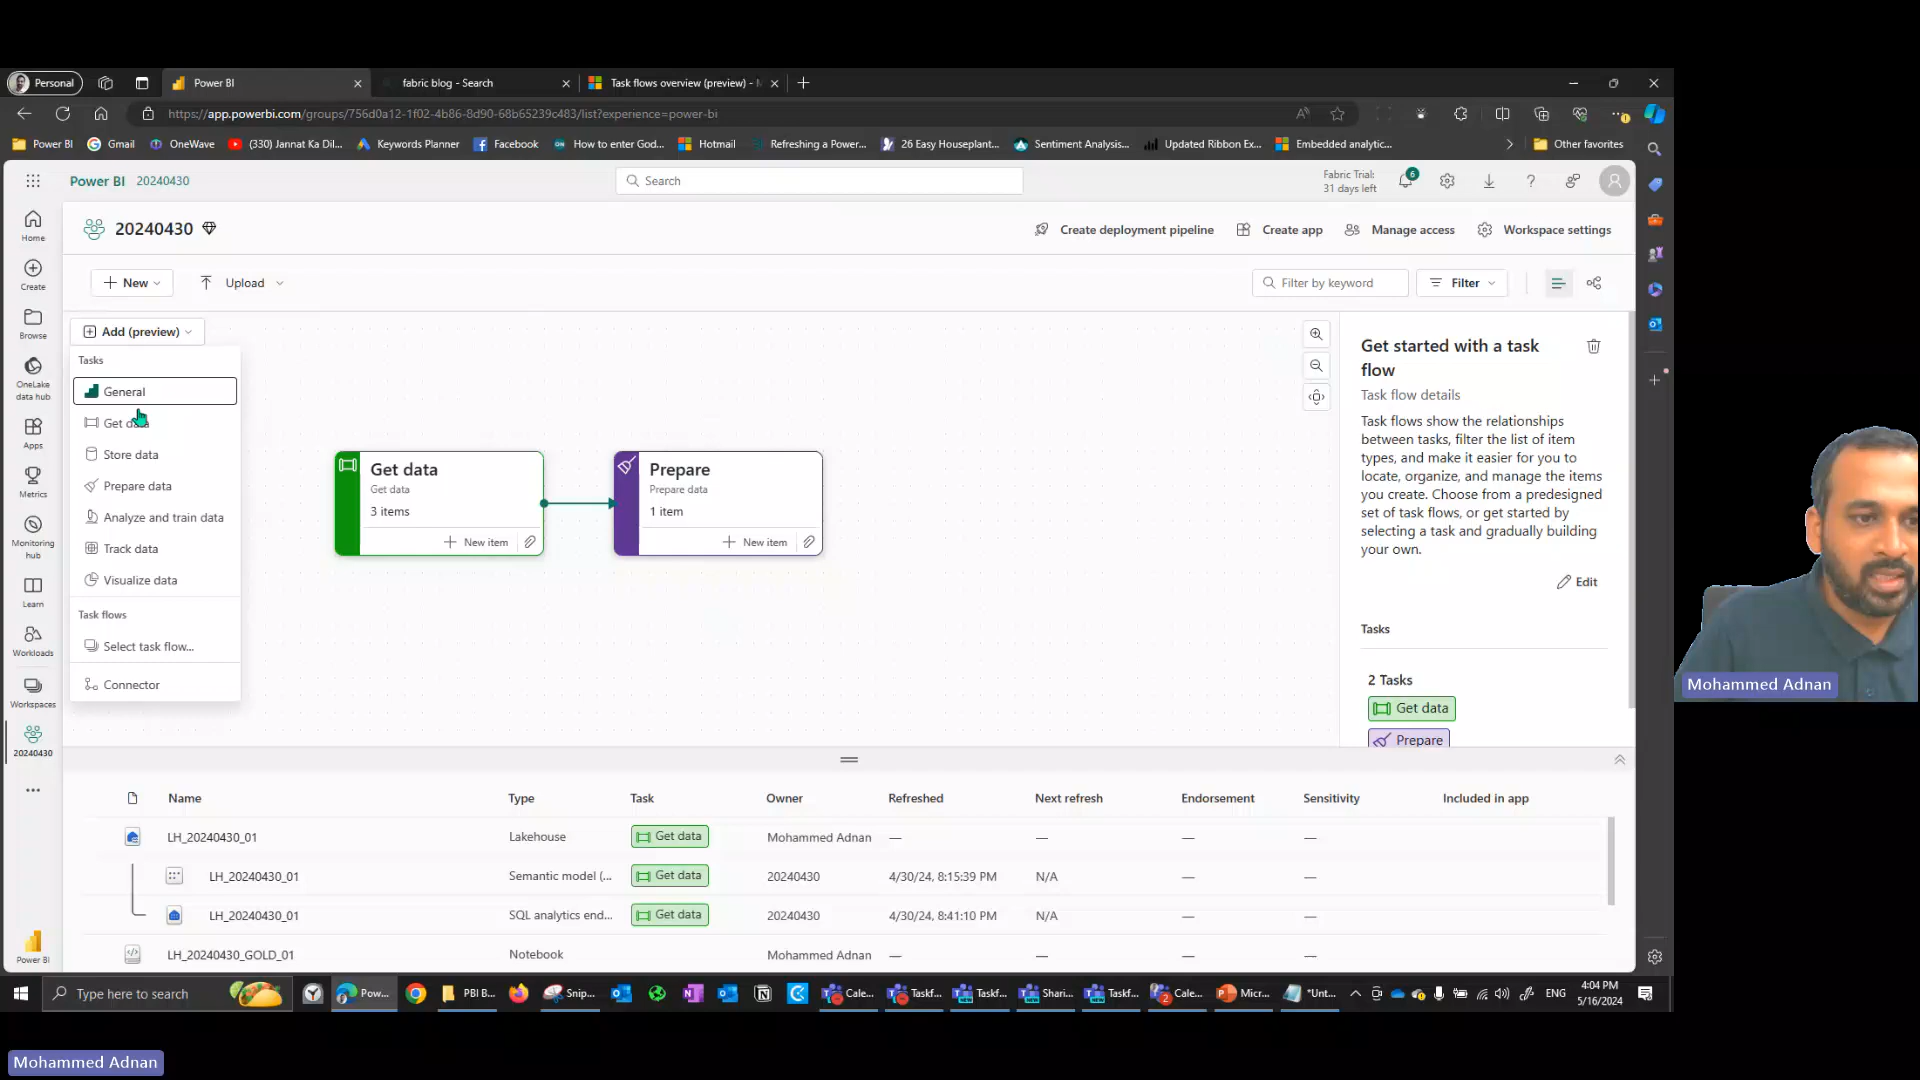 Personal
Power BI
fabric blog - Search
Task flows overview (preview) -
https://app.powerbi.com/groups/756d0a12-1f02-4b86-8d90-68b65239c483/list?experience=power-bi
Power BI
Gmail
OneWave
(330) Jannat Ka Dil...
Keywords Planner
Facebook
How to enter God...
Hotmail
Refreshing a Power...
26 Easy Houseplant...
Sentiment Analysis...
Updated Ribbon Ex...
Embedded analytic...
Other favorites
Power BI 20240430
Search
Fabric Trial:
31 days left
6
Home
Create
Browse
OneLake
data hub
Apps
Metrics
Monitoring
hub
Learn
Workloads
Workspaces
20240430
Power BI
20240430
Create deployment pipeline
Create app
Manage access
Workspace settings
New
Upload
Filter by keyword
Filter
Add (preview)
Tasks
General
Get data
Store data
Prepare data
Analyze and train data
Track data
Visualize data
Task flows
Select task flow...
Connector
Get data
Get data
3 items
New item
Prepare
Prepare data
1 item
New item
Get started with a task
flow
Task flow details
Task flows show the relationships
between tasks, filter the list of item
types, and make it easier for you to
locate, organize, and manage the items
you create. Choose from a predesigned
set of task flows, or get started by
selecting a task and gradually building
your own.
Edit
Tasks
2 Tasks
Get data
Prepare
Name Type Task Owner Refreshed Next refresh Endorsement Sensitivity Included in app
LH_20240430_01 Lakehouse Get data Mohammed Adnan — — — —
LH_20240430_01 Semantic model (... Get data 20240430 4/30/24, 8:15:39 PM N/A — —
LH_20240430_01 SQL analytics end... Get data 20240430 4/30/24, 8:41:10 PM N/A — —
LH_20240430_GOLD_01 Notebook Mohammed Adnan — — — —
Type here to search
Pow...
PBI B...
Snip...
Cale...
Taskf...
Taskf...
Shari...
Taskf...
2
Cale...
Micr...
*Unt...
ENG
4:04 PM
5/16/2024
Mohammed Adnan
Mohammed Adnan